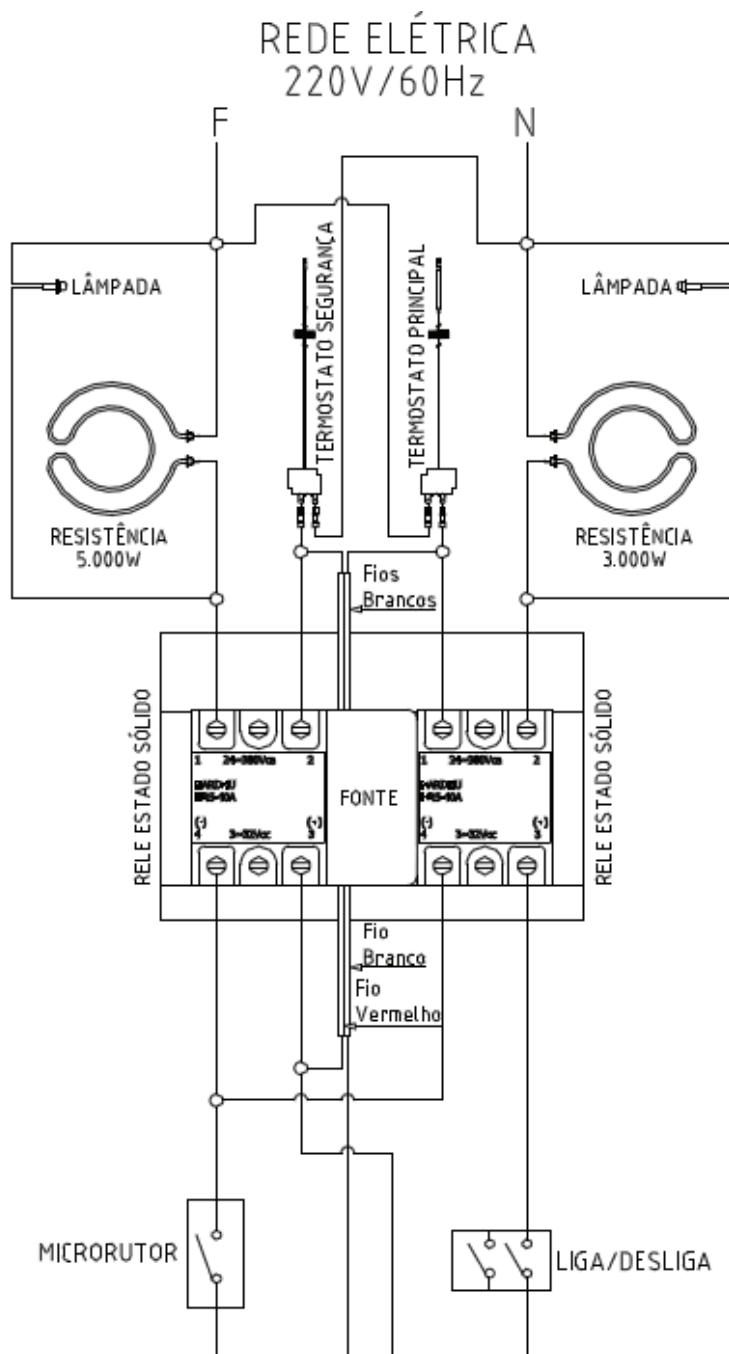 REDE ELÉTRICA
220V/60Hz
F
N
LÂMPADA
LÂMPADA
TERMOSTATO SEGURANÇA
TERMOSTATO PRINCIPAL
RESISTÊNCIA
5.000W
RESISTÊNCIA
3.000W
Fios
Brancos
RELE ESTADO SÓLIDO
RELE ESTADO SÓLIDO
1
2
(-)
4
(+)
3
FONTE
1
2
(-)
4
(+)
3
Fio
Branco
Fio
Vermelho
MICRORUTOR
LIGA/DESLIGA